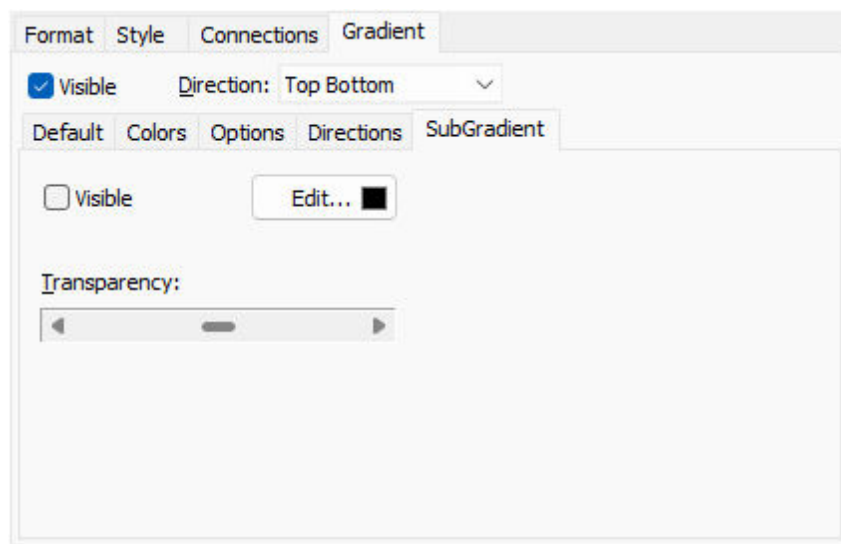 Format Style Connections Gradient
Visible Direction: Top Bottom
Default Colors Options Directions SubGradient
Visible Edit...
Transparency: